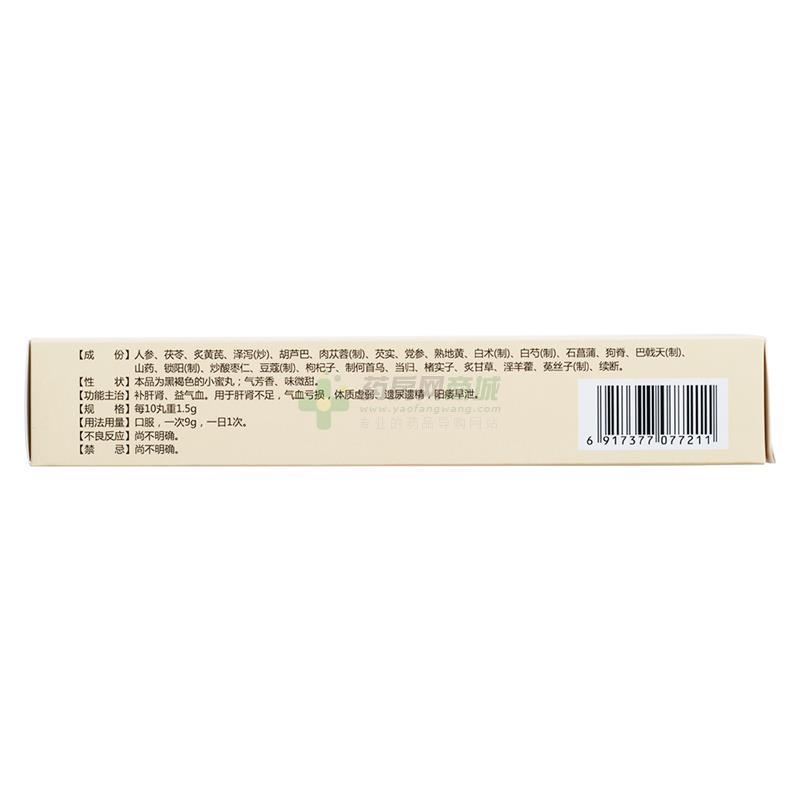 【成　份】人参、茯苓、炙黄芪、泽泻(炒)、胡芦巴、肉苁蓉(制)、芡实、党参、熟地黄、白术(制)、白芍(制)、石菖蒲、狗脊、巴戟天(制)、
山药、锁阳(制)、炒酸枣仁、豆蔻(制)、枸杞子、制何首乌、当归、楮实子、炙甘草、淫羊藿、菟丝子(制)、续断。
【性　状】本品为黑褐色的小蜜丸；气芳香、味微甜。
【功能主治】补肝肾、益气血。用于肝肾不足，气血亏损，体质虚弱、遗尿遗精，阳痿早泄。
【规　格】每10丸重1.5g
【用法用量】口服，一次9g，一日1次。
【不良反应】尚不明确。
【禁　忌】尚不明确。
药房网商城
www.yaofangwang.com
专业的药品导购网站
6 917377 077211